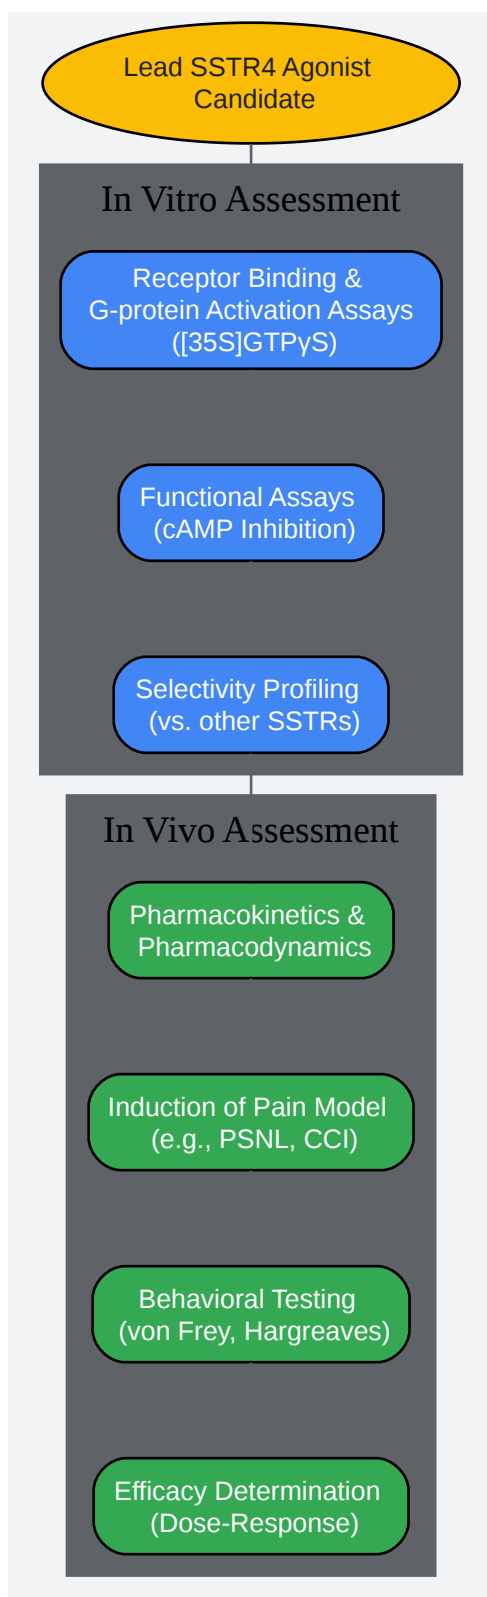 Lead SSTR4 Agonist
Candidate
In Vitro Assessment
Receptor Binding &
G-protein Activation Assays
([35S]GTPγS)
Functional Assays
(cAMP Inhibition)
Selectivity Profiling
(vs. other SSTRs)
In Vivo Assessment
Pharmacokinetics &
Pharmacodynamics
Induction of Pain Model
(e.g., PSNL, CCI)
Behavioral Testing
(von Frey, Hargreaves)
Efficacy Determination
(Dose-Response)